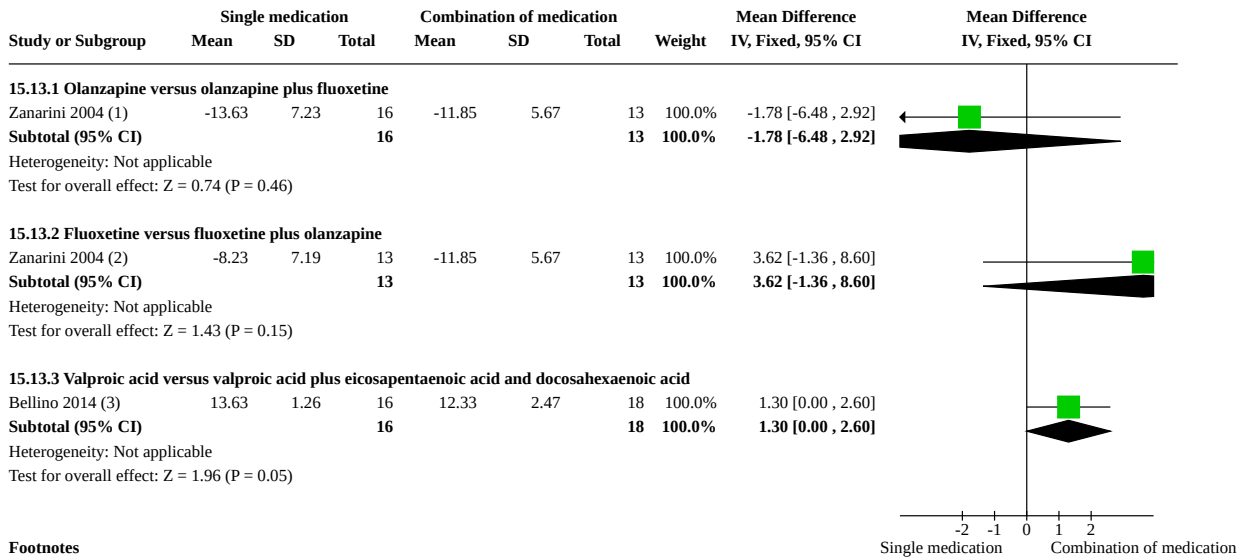 Single medication Combination of medication Mean Difference Mean Difference
Study or Subgroup Mean SD Total Mean SD Total Weight IV, Fixed, 95% CI IV, Fixed, 95% CI
15.13.1 Olanzapine versus olanzapine plus fluoxetine
Zanarini 2004 (1) -13.63 7.23 16 -11.85 5.67 13 100.0% -1.78 [-6.48 , 2.92]
Subtotal (95% CI) 16 13 100.0% -1.78 [-6.48 , 2.92]
Heterogeneity: Not applicable
Test for overall effect: Z = 0.74 (P = 0.46)
15.13.2 Fluoxetine versus fluoxetine plus olanzapine
Zanarini 2004 (2) -8.23 7.19 13 -11.85 5.67 13 100.0% 3.62 [-1.36 , 8.60]
Subtotal (95% CI) 13 13 100.0% 3.62 [-1.36 , 8.60]
Heterogeneity: Not applicable
Test for overall effect: Z = 1.43 (P = 0.15)
15.13.3 Valproic acid versus valproic acid plus eicosapentaenoic acid and docosahexaenoic acid
Bellino 2014 (3) 13.63 1.26 16 12.33 2.47 18 100.0% 1.30 [0.00 , 2.60]
Subtotal (95% CI) 16 18 100.0% 1.30 [0.00 , 2.60]
Heterogeneity: Not applicable
Test for overall effect: Z = 1.96 (P = 0.05)
-2 -1 0 1 2
Footnotes Single medication Combination of medication